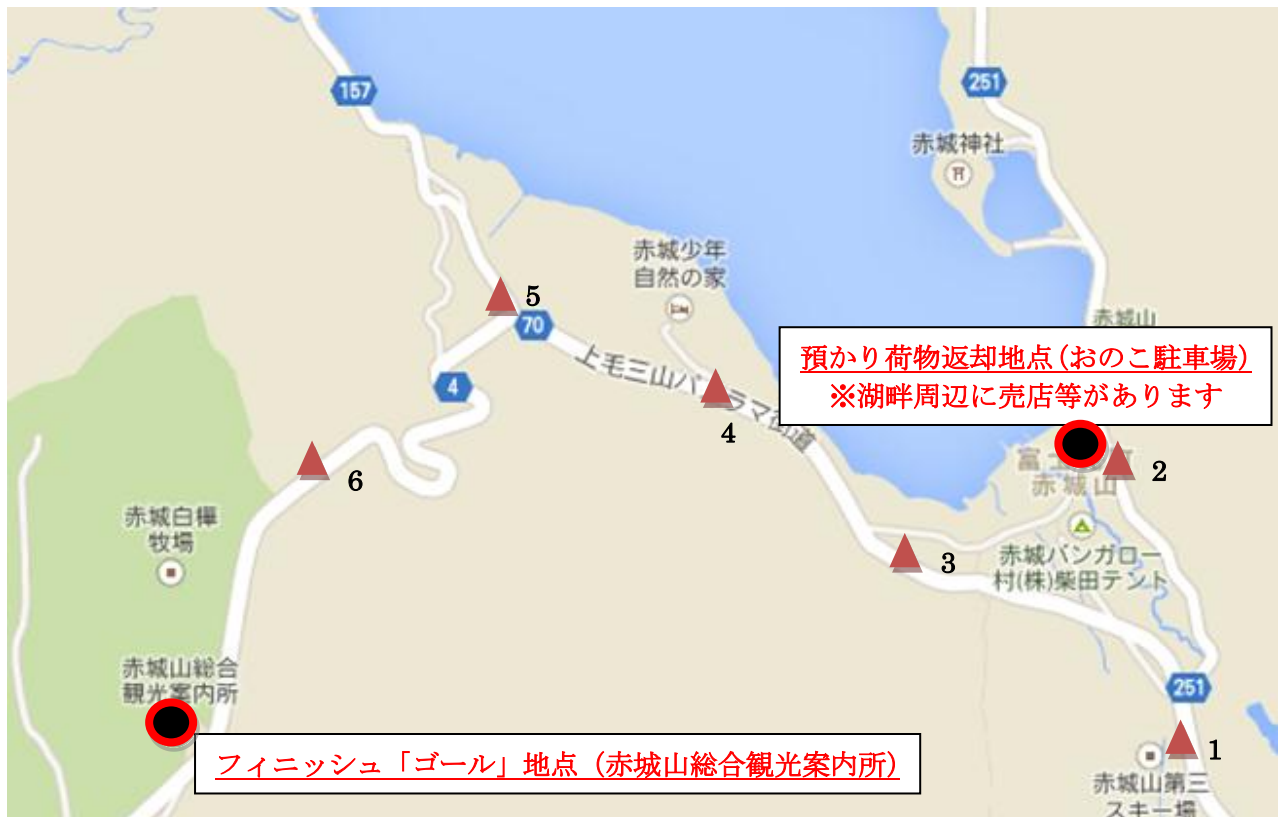 157
251
赤城神社
赤城少年
自然の家
5
70
赤城山
預かり荷物返却地点(おのこ駐車場)
※湖畔周辺に売店等があります
4
上毛三山パ
ラマ街道
4
6
2
赤城山
赤城白樺
牧場
3
赤城バンガロー
村(株)柴田テント
赤城山総合
観光案内所
251
フィニッシュ「ゴール」地点（赤城山総合観光案内所）
1
赤城山第三
スキー場